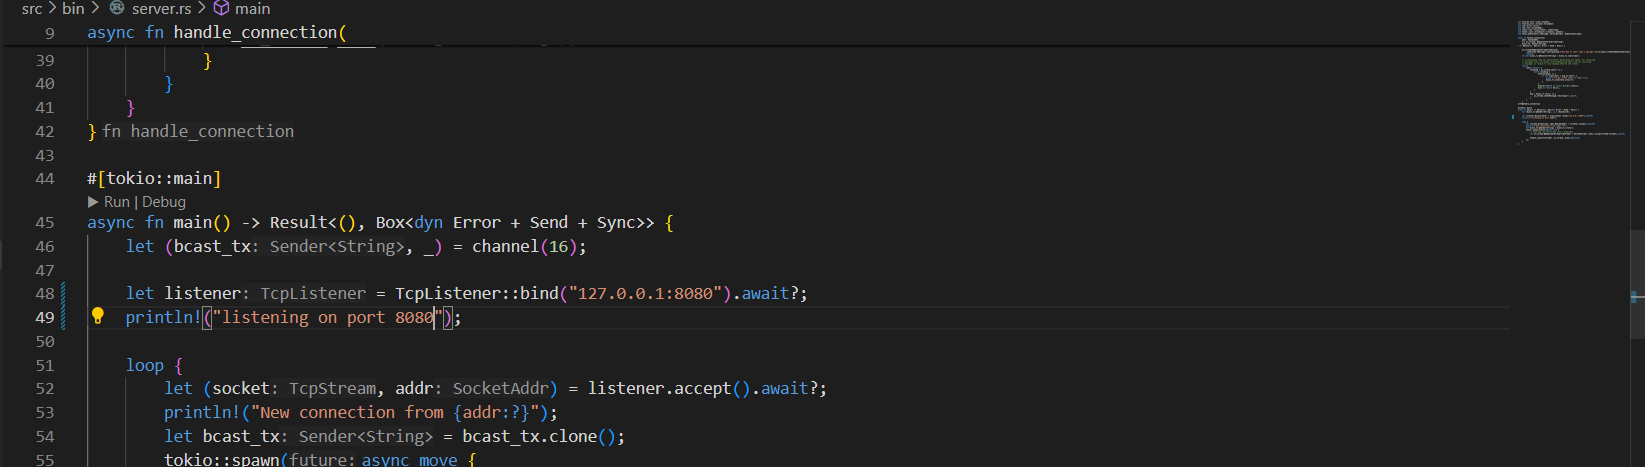 src > bin > server.rs > main
9 async fn handle_connection(
39 }
40 }
41 }
42 } fn handle_connection
43
44 #[tokio::main]
Run | Debug
45 async fn main() -> Result<(), Box<dyn Error + Send + Sync>> {
46 let (bcast_tx: Sender<String>, _) = channel(16);
47
48 let listener: TcpListener = TcpListener::bind("127.0.0.1:8080").await?;
49 println!("listening on port 8080");
50
51 loop {
52 let (socket: TcpStream, addr: SocketAddr) = listener.accept().await?;
53 println!("New connection from {addr:?}");
54 let bcast_tx: Sender<String> = bcast_tx.clone();
55 tokio::spawn(future: async move {